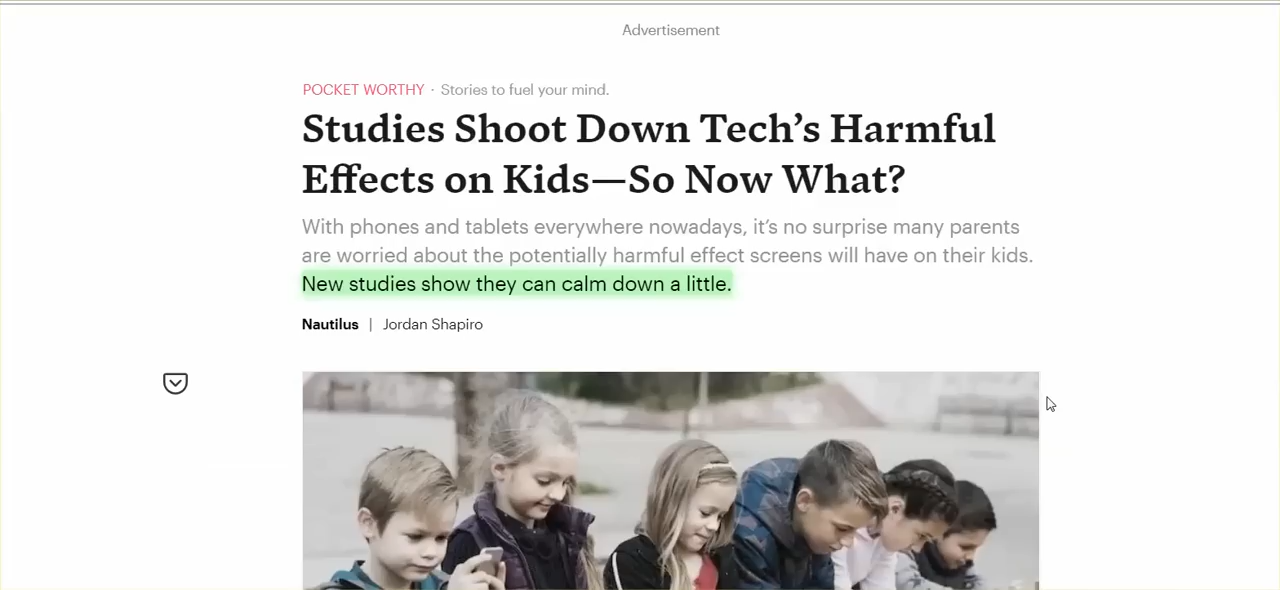 Advertisement
POCKET WORTHY · Stories to fuel your mind.
Studies Shoot Down Tech’s Harmful
Effects on Kids—So Now What?
With phones and tablets everywhere nowadays, it’s no surprise many parents
are worried about the potentially harmful effect screens will have on their kids.
New studies show they can calm down a little.
Nautilus | Jordan Shapiro